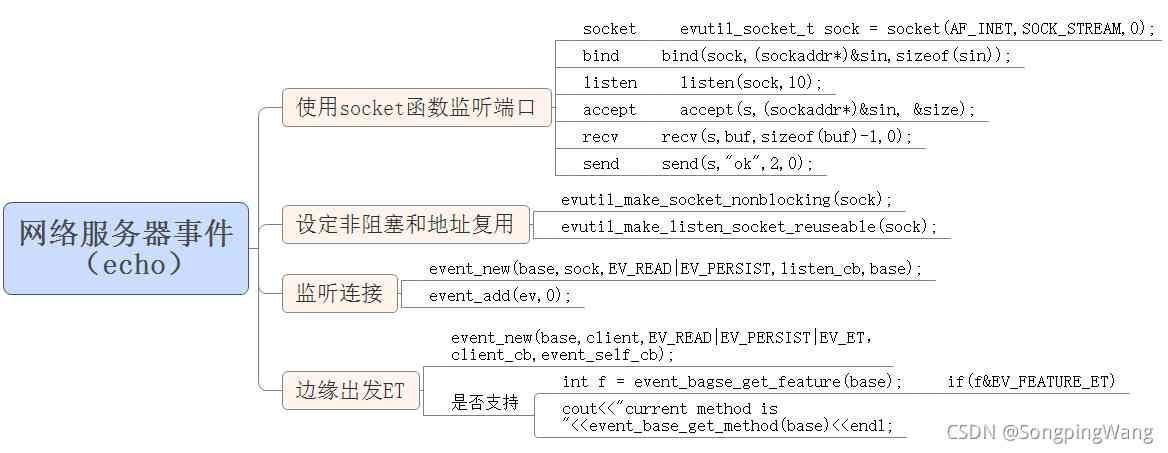 网络服务器事件
（echo）
使用socket函数监听端口
socket evutil_socket_t sock = socket(AF_INET,SOCK_STREAM,0);
bind bind(sock,(sockaddr*)&sin,sizeof(sin));
listen listen(sock,10);
accept accept(s,(sockaddr*)&sin, &size);
recv recv(s,buf,sizeof(buf)-1,0);
send send(s,"ok",2,0);
设定非阻塞和地址复用
evutil_make_socket_nonblocking(sock);
evutil_make_listen_socket_reuseable(sock);
监听连接
event_new(base,sock,EV_READ|EV_PERSIST,listen_cb,base);
event_add(ev,0);
边缘出发ET
event_new(base,client,EV_READ|EV_PERSIST|EV_ET,
client_cb,event_self_cb);
是否支持
int f = event_bagse_get_feature(base); if(f&EV_FEATURE_ET)
cout<<"current method is
"<<event_base_get_method(base)<<endl;
CSDN @SongpingWang